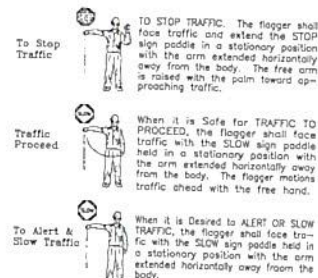 STOP
To Stop
Traffic
TO STOP TRAFFIC. The flagger shall
face traffic and extend the STOP
sign paddle in a stationary position
with the arm extended horizontally
away from the body. The free arm
is raised with the palm toward ap-
proaching traffic.
SLOW
Traffic
Proceed
When it is Safe for TRAFFIC TO
PROCEED, the flagger shall face
traffic with the SLOW sign paddle
held in a stationary position with
the arm extended horizontally away
from the body. The flagger motions
traffic ahead with the free hand.
SLOW
To Alert &
Slow Traffic
When it is Desired to ALERT OR SLOW
TRAFFIC, the flagger shall face traf-
fic with the SLOW sign paddle held in
a stationary position with the arm
extended horizontally away fraom the
body.